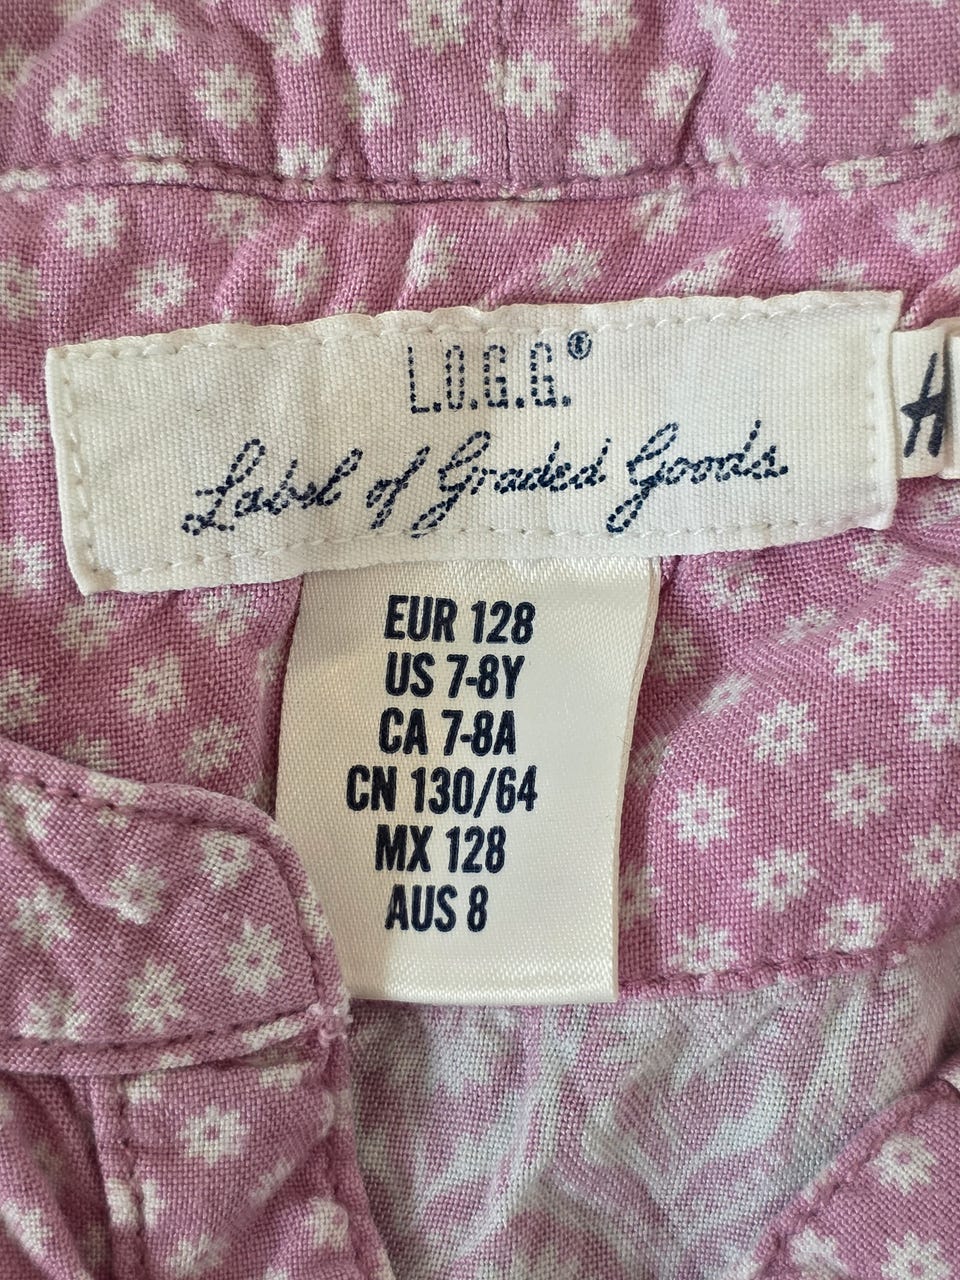 L.O.G.G.®
Label of Graded Goods
H
EUR 128
US 7-8Y
CA 7-8A
CN 130/64
MX 128
AUS 8